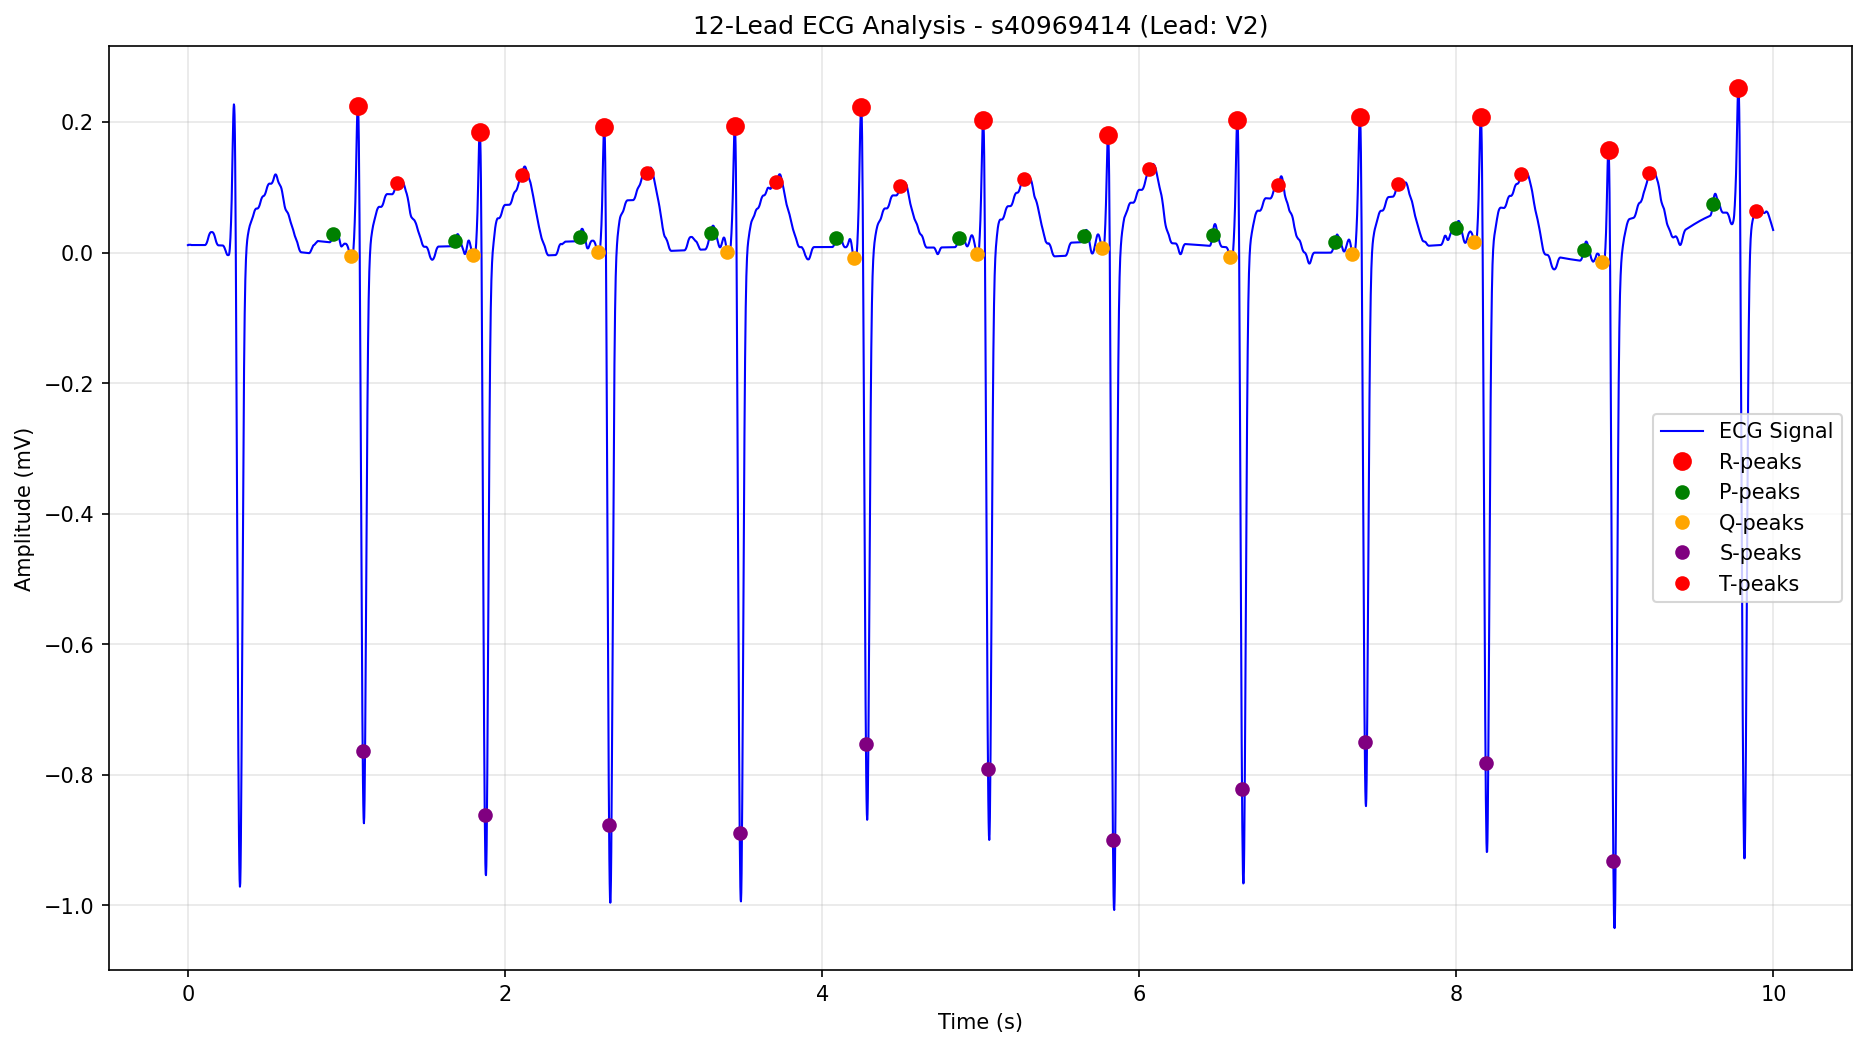 12-Lead ECG Analysis - s40969414 (Lead: V2)
Amplitude (mV)
0.2
0.0
−0.2
−0.4
−0.6
−0.8
−1.0
ECG Signal
R-peaks
P-peaks
Q-peaks
S-peaks
T-peaks
0 2 4 6 8 10
Time (s)